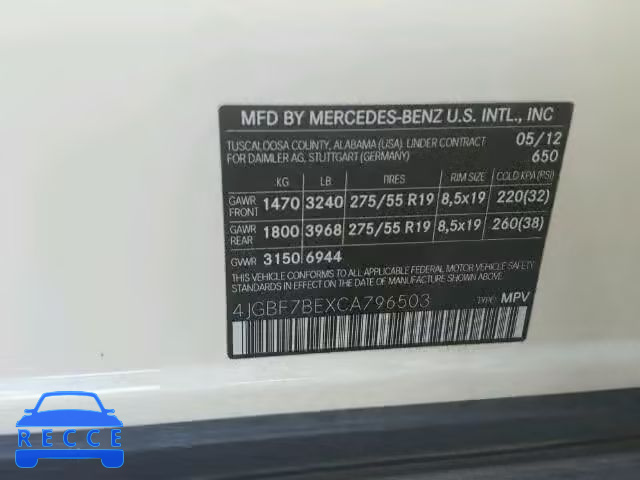 MFD BY MERCEDES-BENZ U.S. INTL., INC
TUSCALOOSA COUNTY, ALABAMA (USA). UNDER CONTRACT 05/12
FOR DAIMLER AG, STUTTGART (GERMANY) 650
KG LB TIRES RIM SIZE COLD KPA (PSI)
GAWR FRONT 1470 3240 275/55 R19 8,5x19 220(32)
GAWR REAR 1800 3968 275/55 R19 8,5x19 260(38)
GVWR 3150 6944
THIS VEHICLE CONFORMS TO ALL APPLICABLE FEDERAL MOTOR VEHICLE SAFETY,
BUMPER, AND THEFT PREVENTION STANDARDS IN EFFECT ON THE DATE OF MANUFACTURE SHOWN ABOVE.
4JGBF7BEXCA796503 TYPE: MPV
RECCE